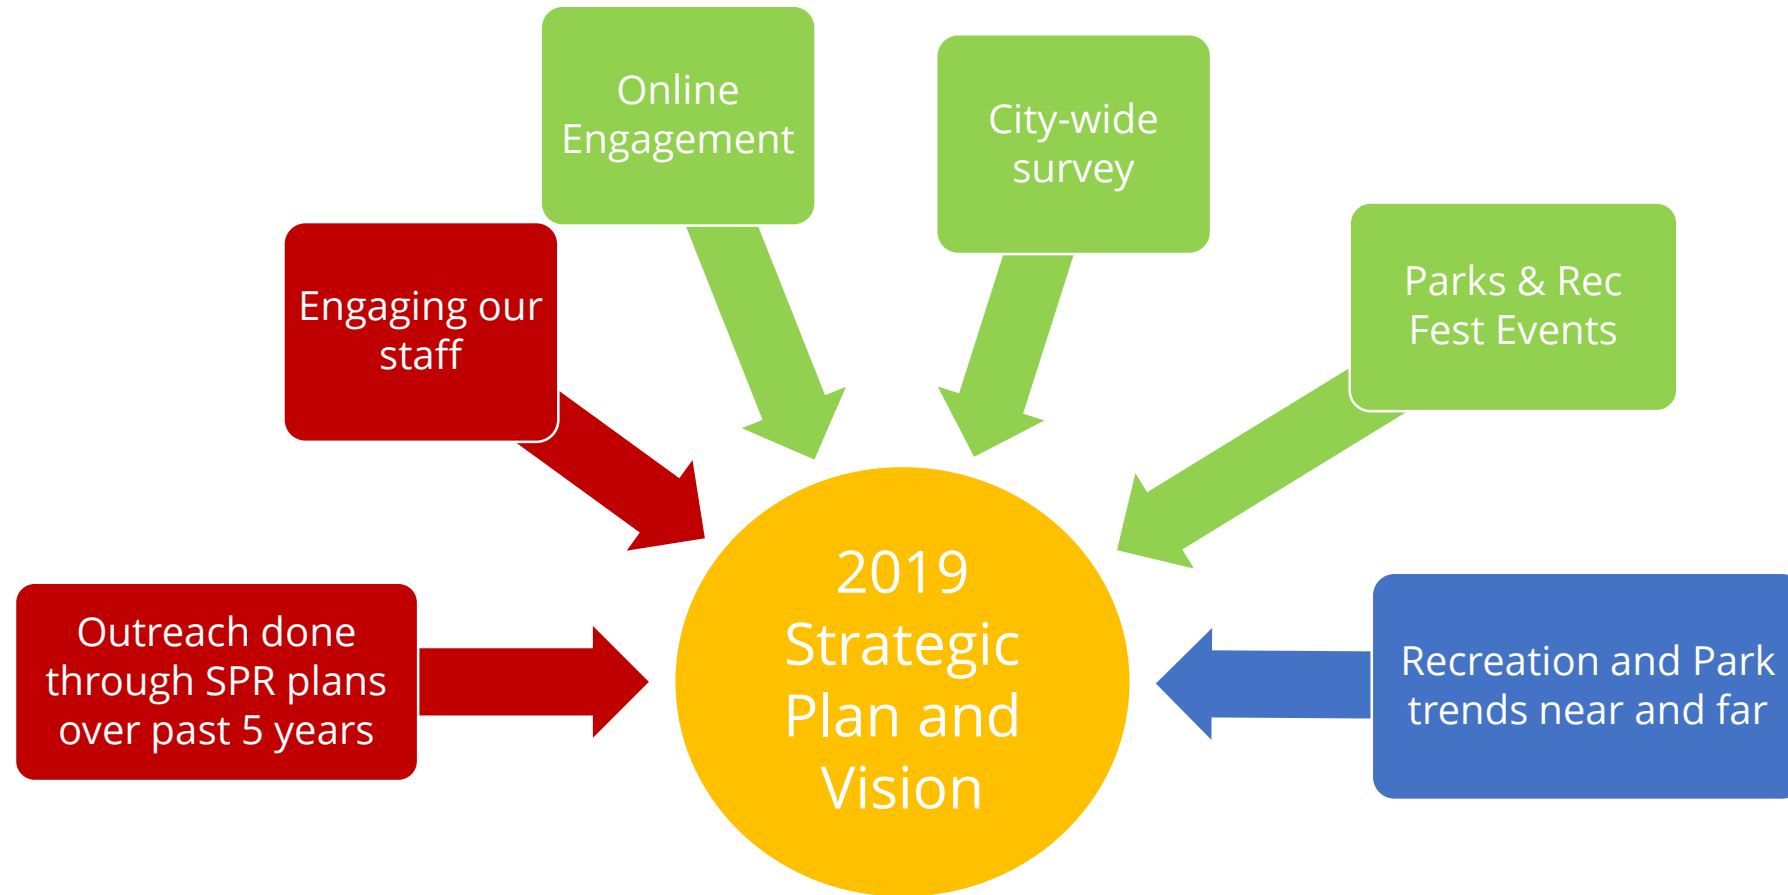 Online
Engagement
City-wide
survey
Engaging our
staff
Parks & Rec
Fest Events
Outreach done
through SPR plans
over past 5 years
2019
Strategic
Plan and
Vision
Recreation and Park
trends near and far